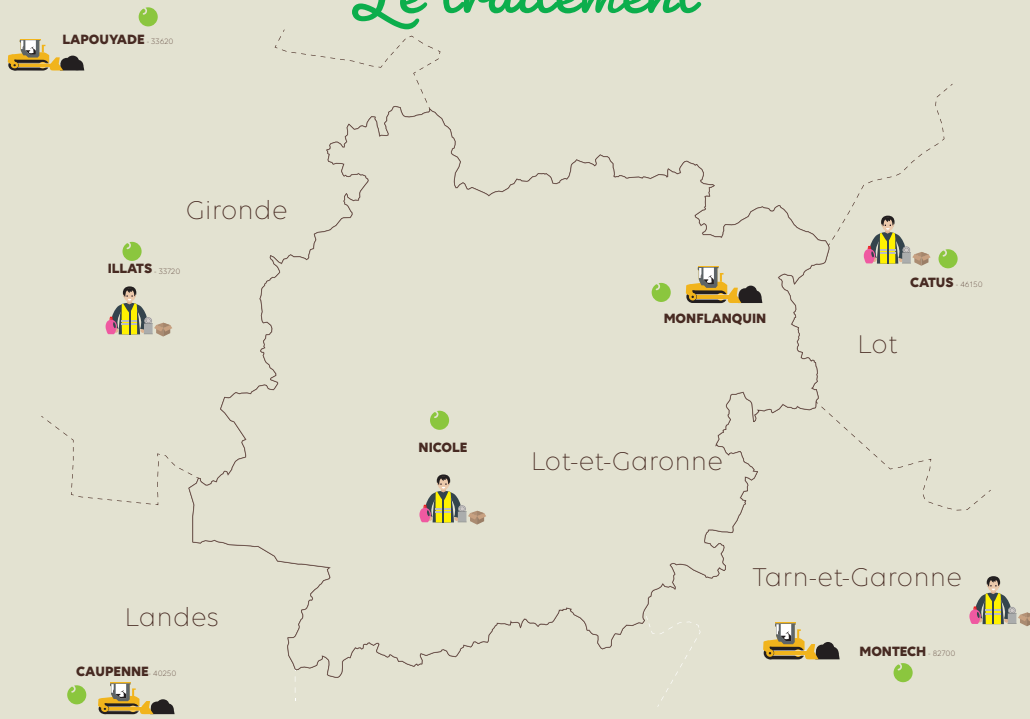 Le traitement
LAPOUYADE - 33620
Gironde
ILLATS - 33720
CATUS - 46150
MONFLANQUIN
Lot
NICOLE
Lot-et-Garonne
Tarn-et-Garonne
Landes
MONTECH - 82700
CAUPENNE - 40250